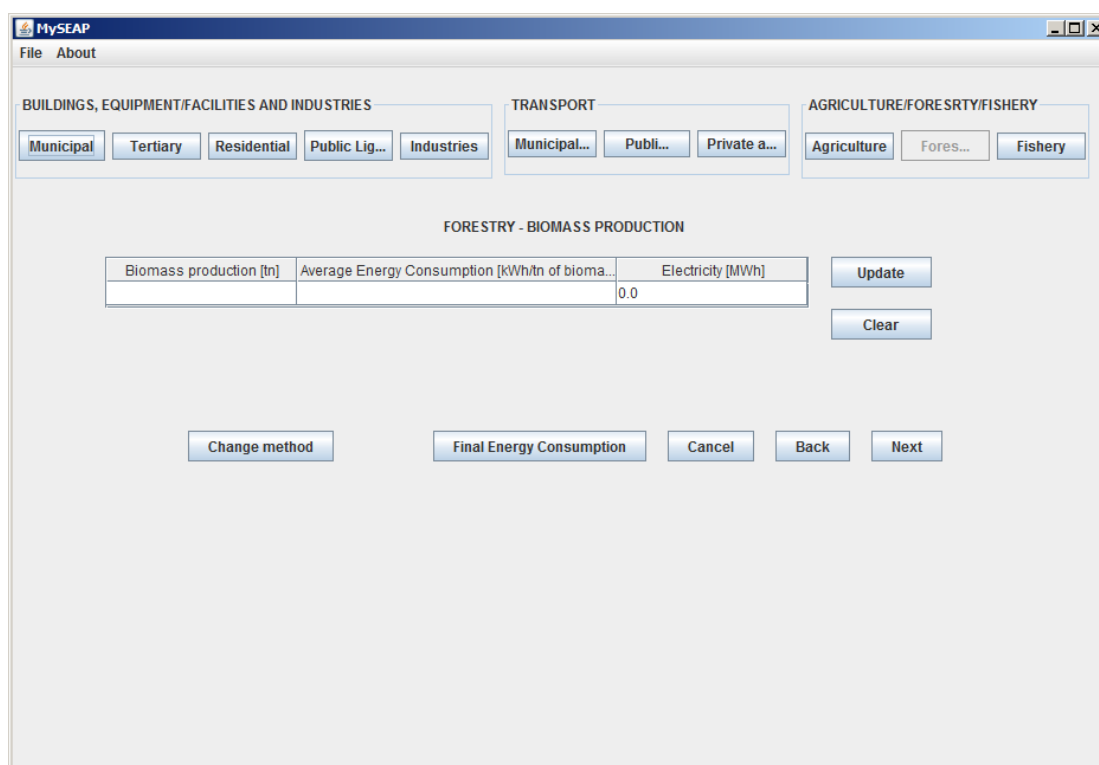 MySEAP
File About
BUILDINGS, EQUIPMENT/FACILITIES AND INDUSTRIES
Municipal Tertiary Residential Public Lig... Industries
TRANSPORT
Municipal... Publi... Private a...
AGRICULTURE/FORESRTY/FISHERY
Agriculture Fores... Fishery
FORESTRY - BIOMASS PRODUCTION
Biomass production [tn] Average Energy Consumption [kWh/tn of bioma... Electricity [MWh]
0.0
Update
Clear
Change method Final Energy Consumption Cancel Back Next